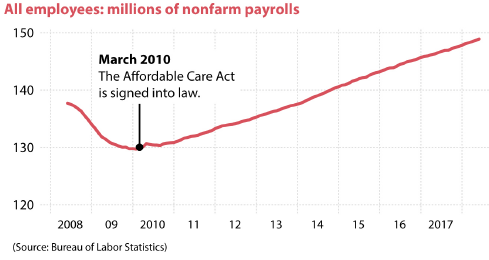 All employees: millions of nonfarm payrolls
150
March 2010
The Affordable Care Act
is signed into law.
140
130
120
2008 09 2010 11 12 13 14 15 16 2017
(Source: Bureau of Labor Statistics)